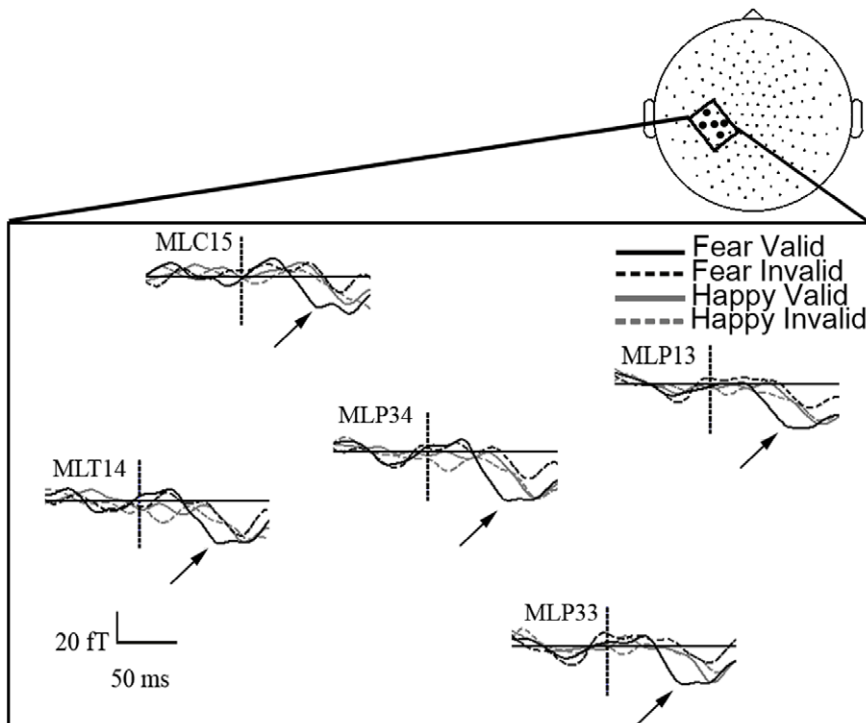 MLC15
Fear Valid
Fear Invalid
Happy Valid
Happy Invalid
MLP13
MLP34
MLT14
MLP33
20 fT
50 ms